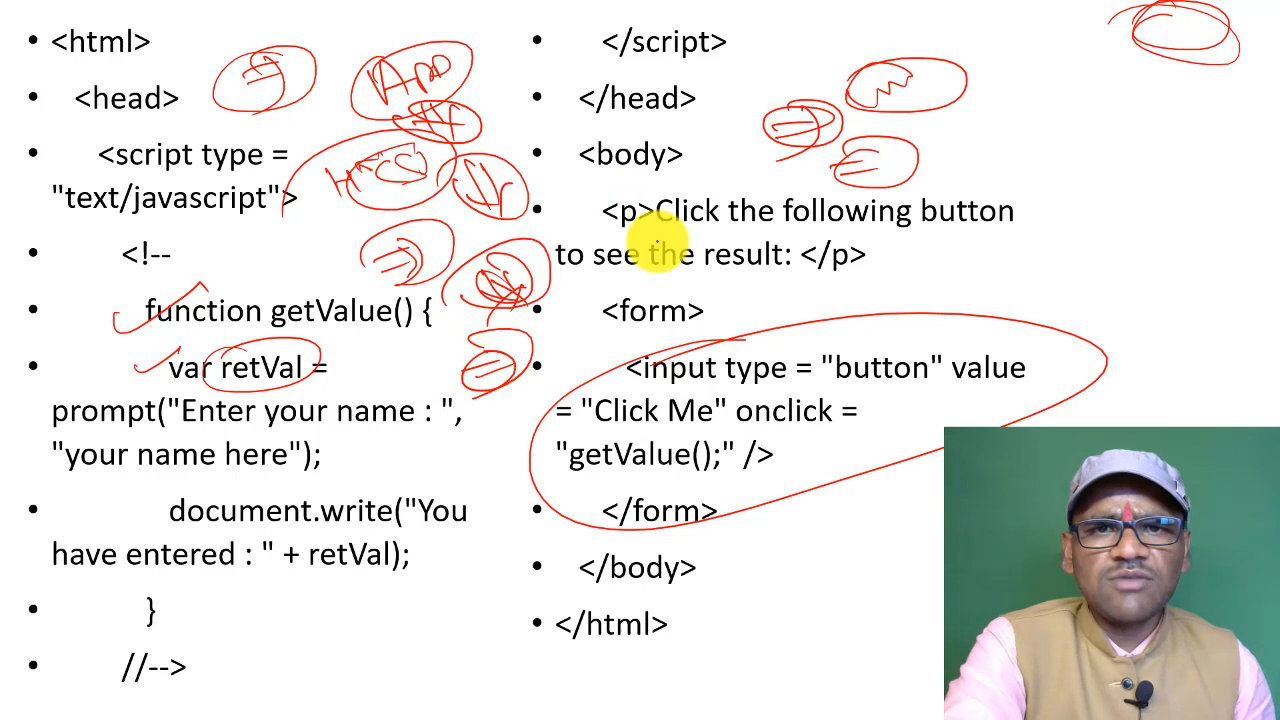 • <html>
• <head>
• <script type =
"text/javascript">
• <!--
• function getValue() {
• var retVal =
prompt("Enter your name : ",
"your name here");
• document.write("You
have entered : " + retVal);
• }
• //-->
• </script>
• </head>
• <body>
• <p>Click the following button
to see the result: </p>
• <form>
• <input type = "button" value
= "Click Me" onclick =
"getValue();" />
• </form>
• </body>
• </html>
App